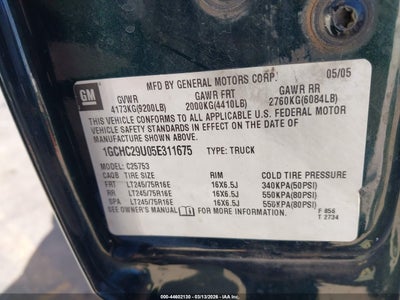 GM
MFD BY GENERAL MOTORS CORP. 05/05
GVWR GAWR FRT GAWR RR
4173KG(9200LB) 2000KG(4410LB) 2760KG(6084LB)
THIS VEHICLE CONFORMS TO ALL APPLICABLE U.S. FEDERAL MOTOR
VEHICLE SAFETY STANDARDS IN EFFECT ON THE DATE OF
MANUFACTURE SHOWN ABOVE.
1GCHC29U05E311675 TYPE: TRUCK
MODEL: C25753
TIRE SIZE RIM COLD TIRE PRESSURE
FRT LT245/75R16E 16X6.5J 340KPA(50PSI)
RR LT245/75R16E 16X6.5J 550KPA(80PSI)
SPA LT245/75R16E 16X6.5J 550KPA(80PSI)
SEE OWNER'S MANUAL FOR MORE INFORMATION. F 856
T 2734
ID: 000-44602130 - 03/13/2026 - COPYRIGHT IAA, INC.